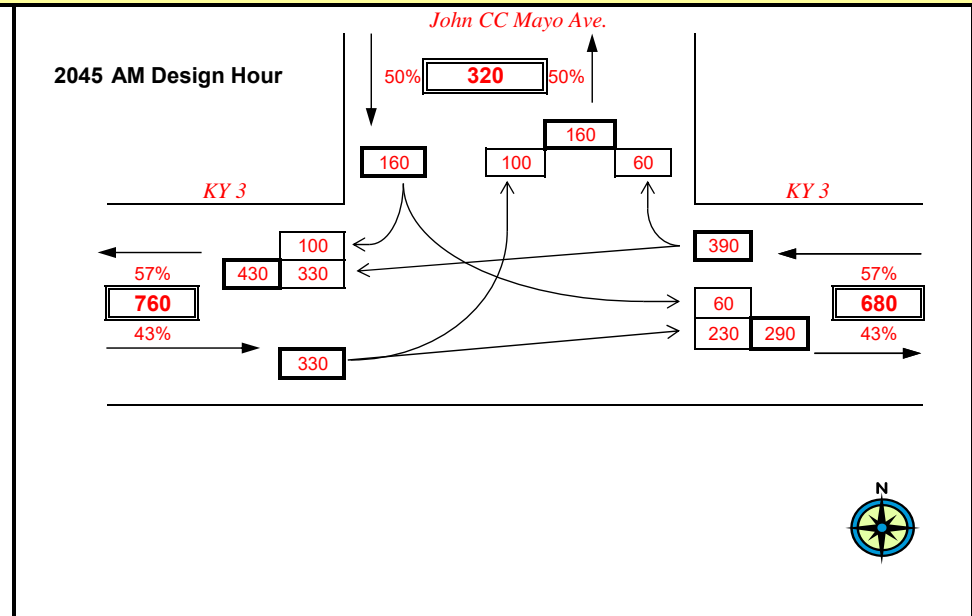 John CC Mayo Ave.
2045 AM Design Hour
50% 320 50%
160
160 100 60
KY 3 KY 3
100 390
57% 430 330 57%
760 60 680
43% 230 290 43%
330
N